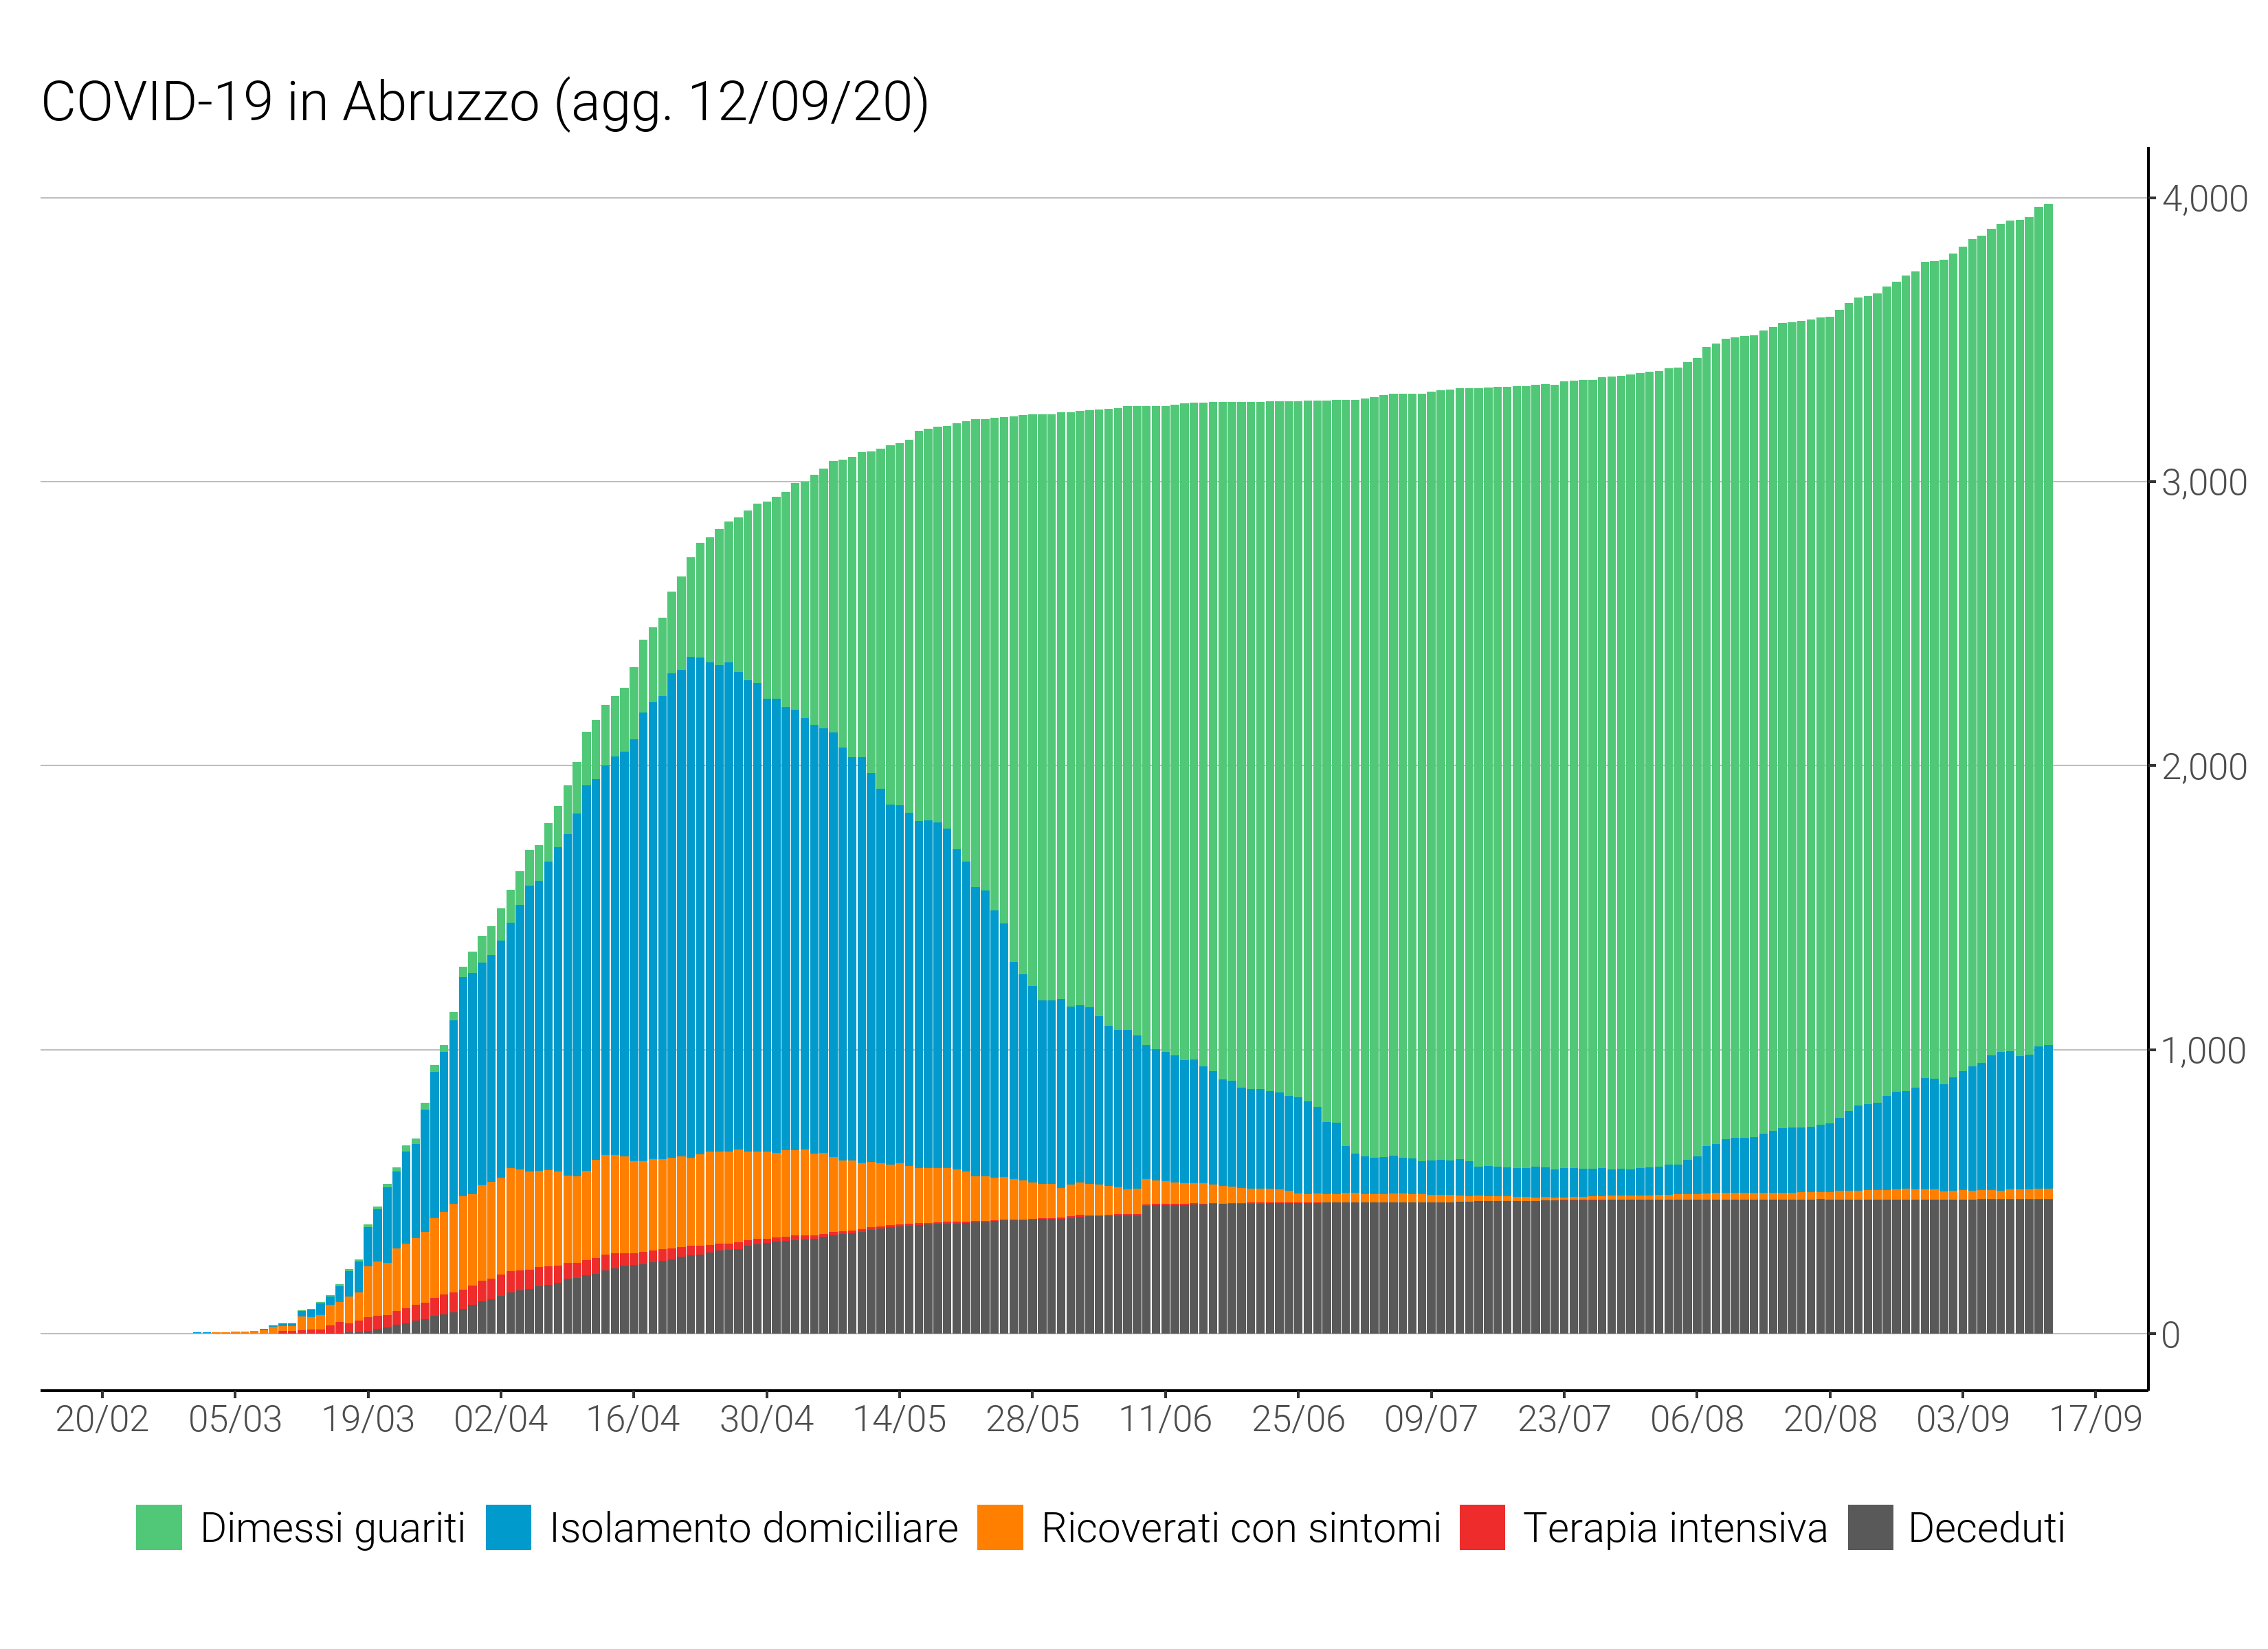 COVID-19 in Abruzzo (agg. 12/09/20)
4,000
3,000
2,000
1,000
0
20/02 05/03 19/03 02/04 16/04 30/04 14/05 28/05 11/06 25/06 09/07 23/07 06/08 20/08 03/09 17/09
Dimessi guariti Isolamento domiciliare Ricoverati con sintomi Terapia intensiva Deceduti